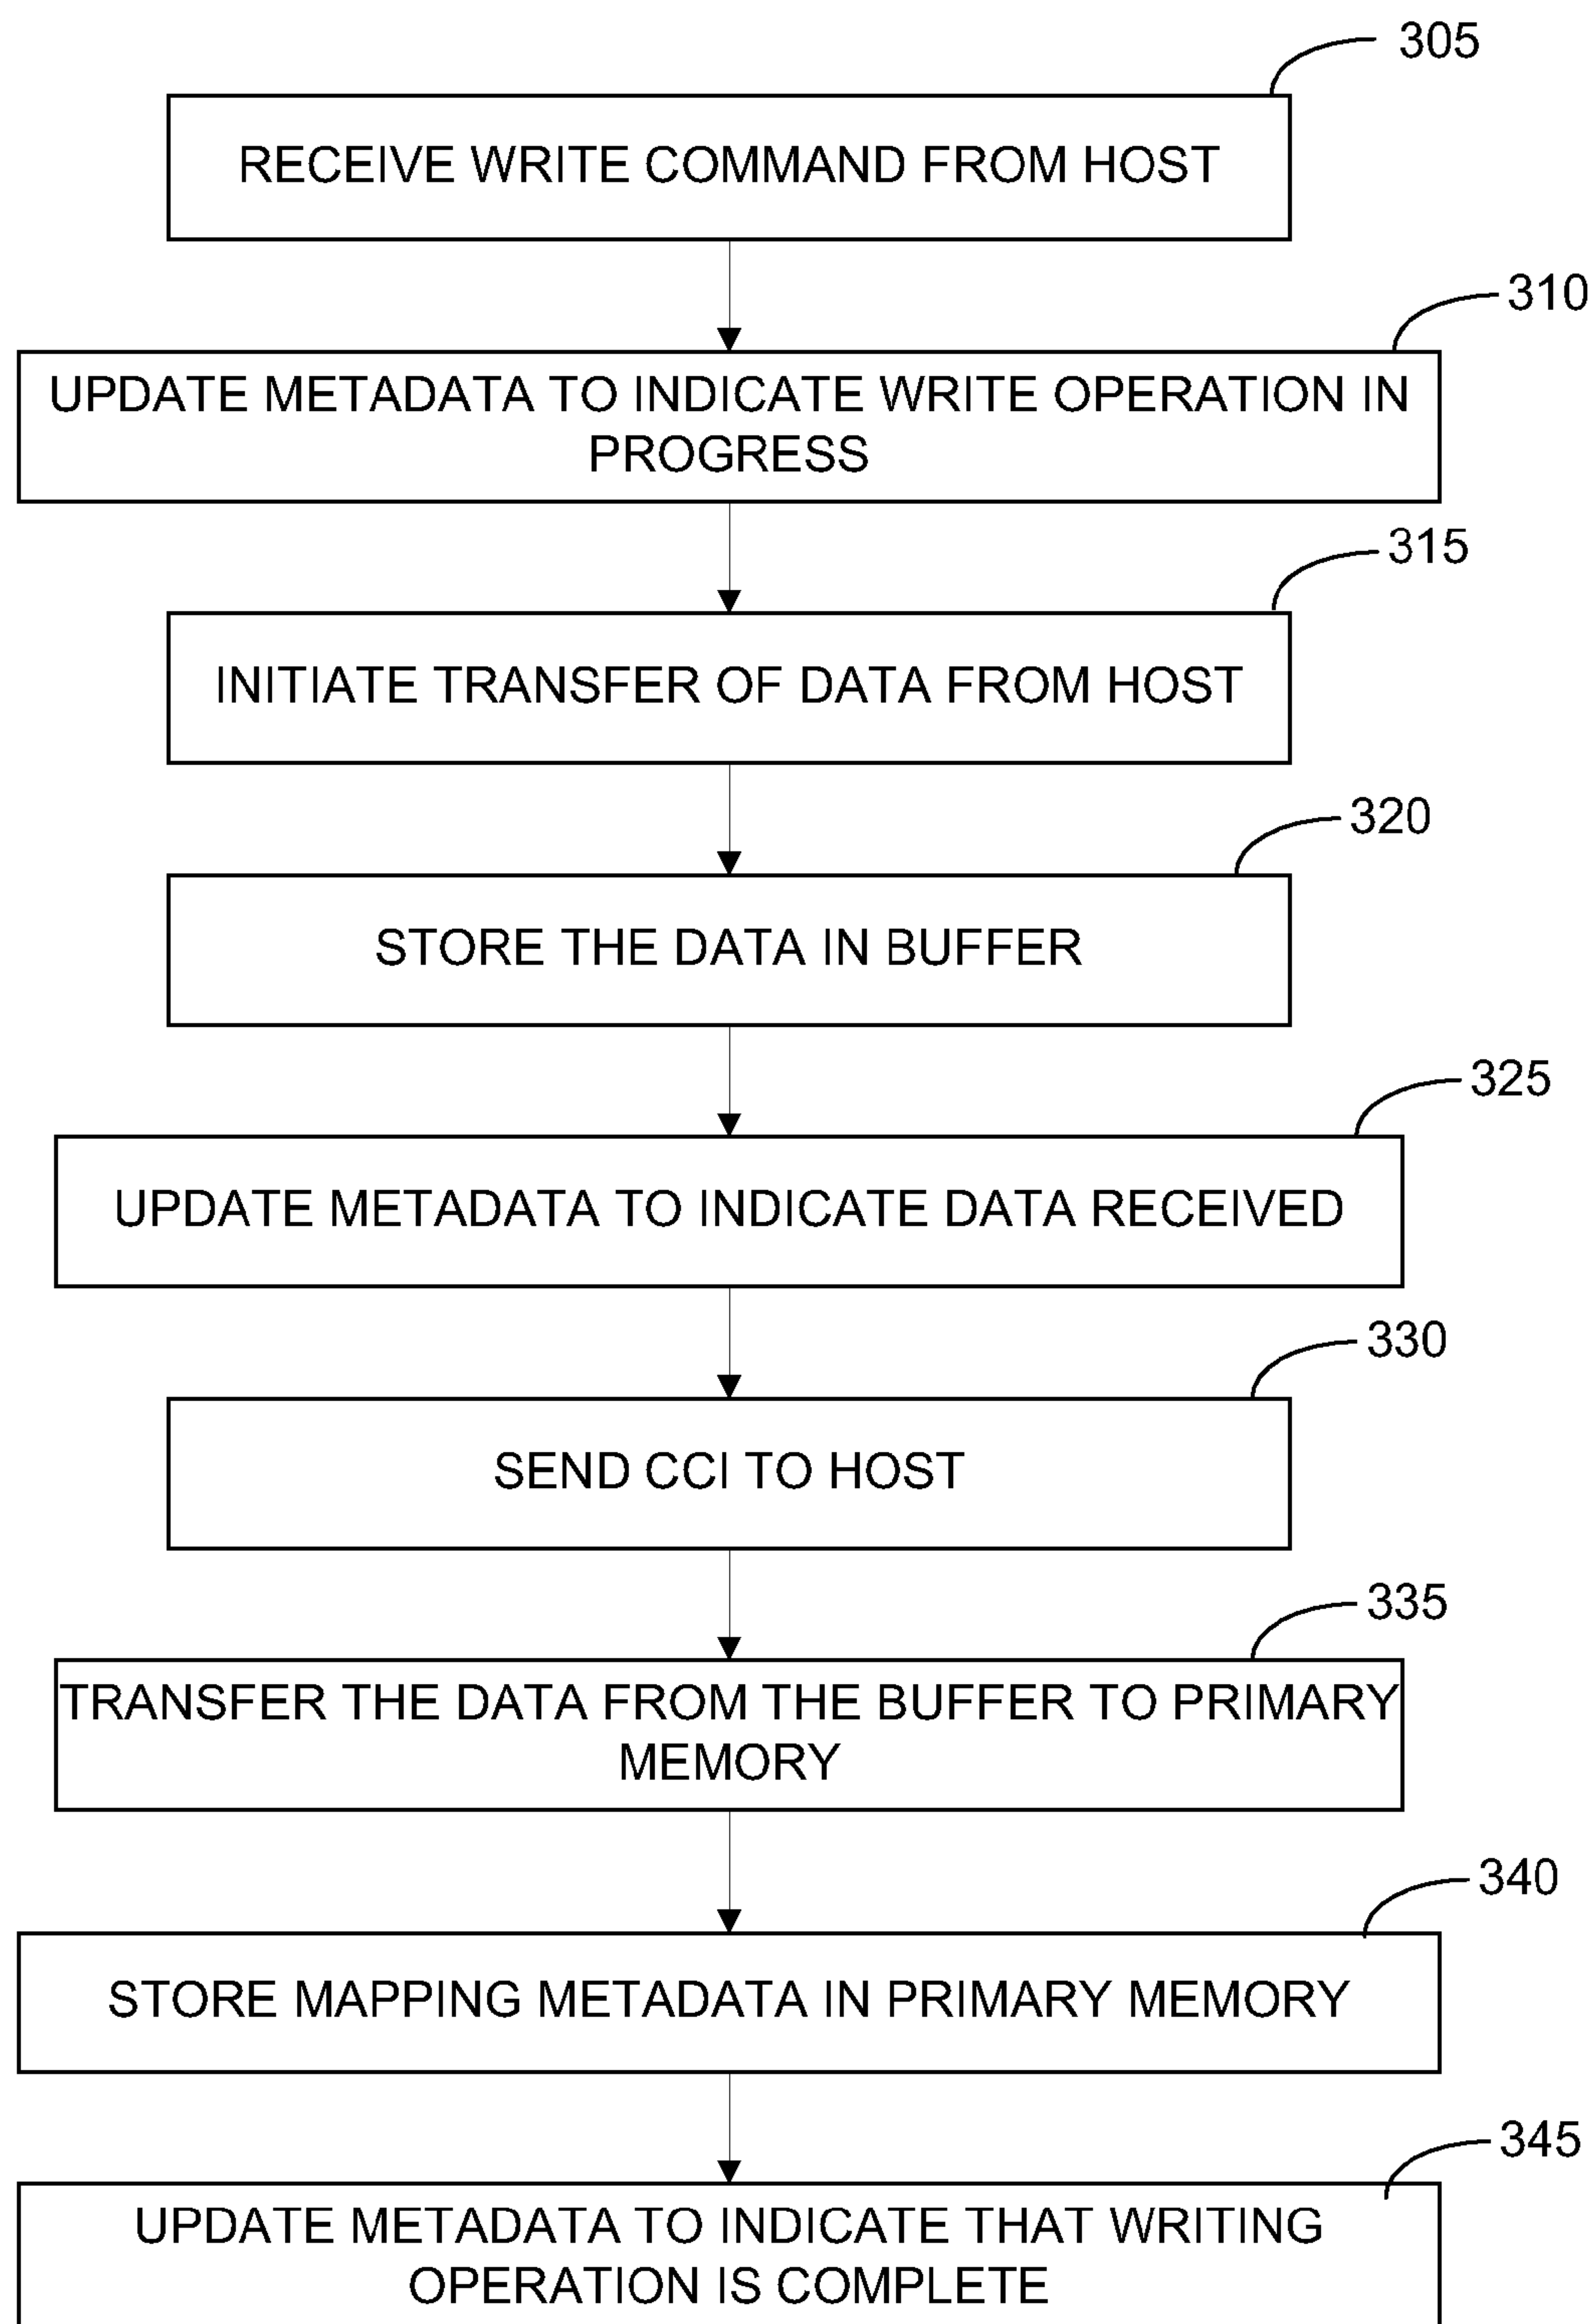 305
RECEIVE WRITE COMMAND FROM HOST
310
UPDATE METADATA TO INDICATE WRITE OPERATION IN
PROGRESS
315
INITIATE TRANSFER OF DATA FROM HOST
320
STORE THE DATA IN BUFFER
325
UPDATE METADATA TO INDICATE DATA RECEIVED
330
SEND CCI TO HOST
335
TRANSFER THE DATA FROM THE BUFFER TO PRIMARY
MEMORY
340
STORE MAPPING METADATA IN PRIMARY MEMORY
345
UPDATE METADATA TO INDICATE THAT WRITING
OPERATION IS COMPLETE